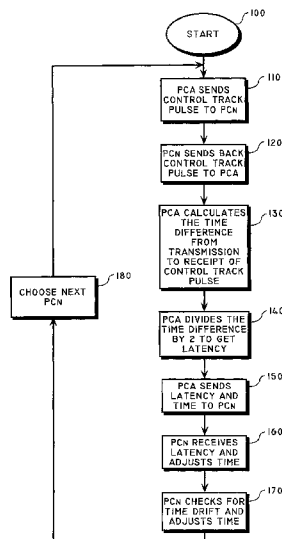 100
START
110
PCA SENDS
CONTROL TRACK
PULSE TO PCN
120
PCN SENDS BACK
CONTROL TRACK
PULSE TO PCA
130
PCA CALCULATES
THE TIME
DIFFERENCE
FROM
TRANSMISSION
TO RECEIPT OF
CONTROL TRACK
PULSE
180
CHOOSE NEXT
PCN
140
PCA DIVIDES THE
TIME DIFFERENCE
BY 2 TO GET
LATENCY
150
PCA SENDS
LATENCY AND
TIME TO PCN
160
PCN RECEIVES
LATENCY AND
ADJUSTS TIME
170
PCN CHECKS FOR
TIME DRIFT AND
ADJUSTS TIME